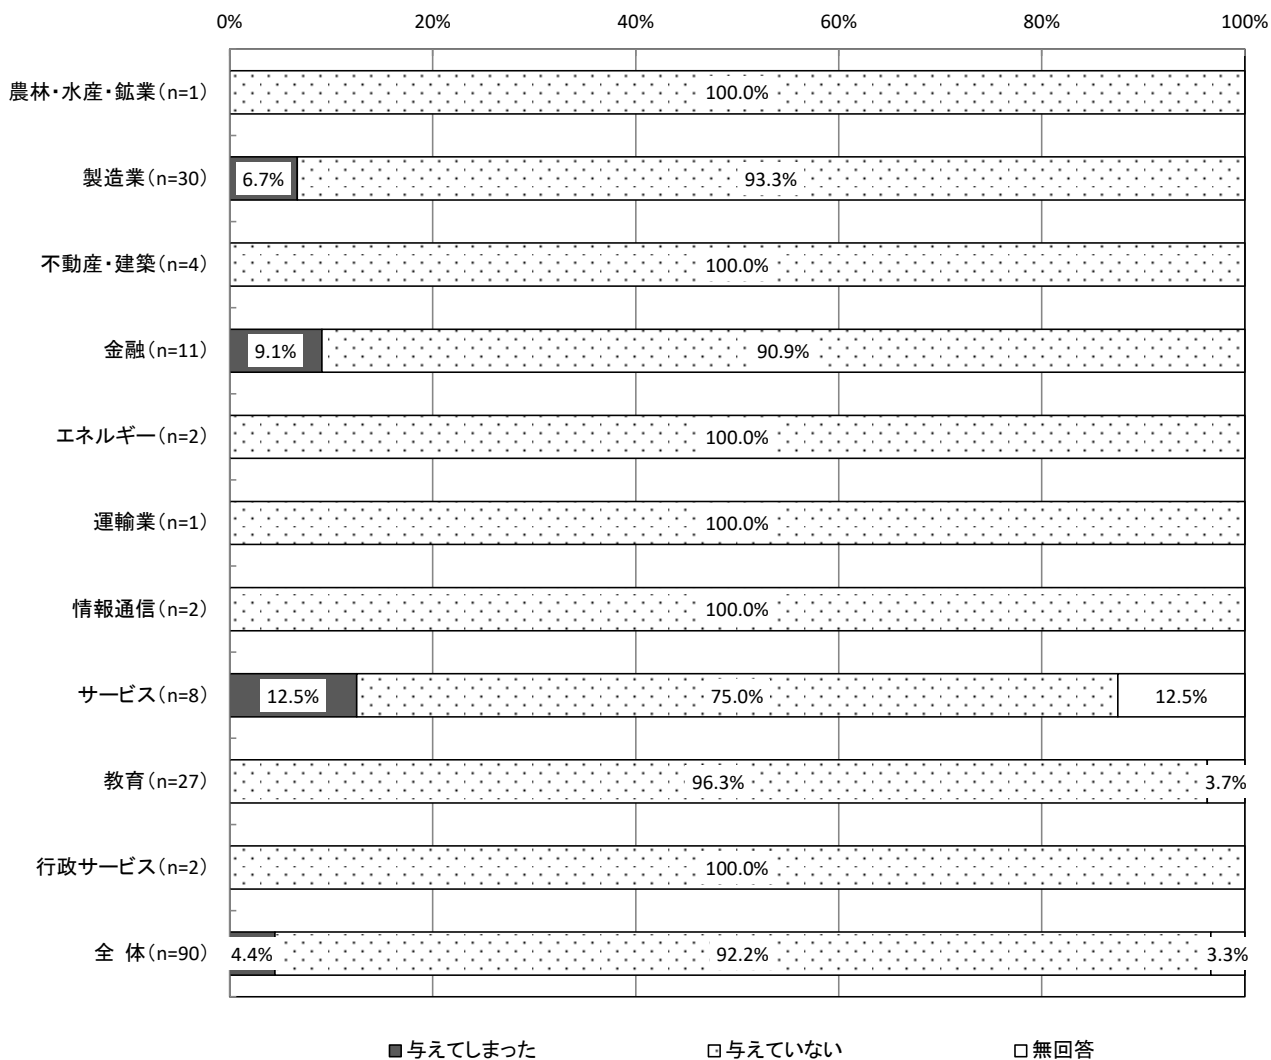 0% 20% 40% 60% 80% 100%
農林・水産・鉱業(n=1) 100.0%
製造業(n=30) 6.7% 93.3%
不動産・建築(n=4) 100.0%
金融(n=11) 9.1% 90.9%
エネルギー(n=2) 100.0%
運輸業(n=1) 100.0%
情報通信(n=2) 100.0%
サービス(n=8) 12.5% 75.0% 12.5%
教育(n=27) 96.3% 3.7%
行政サービス(n=2) 100.0%
全 体(n=90) 4.4% 92.2% 3.3%
与えてしまった 与えていない 無回答